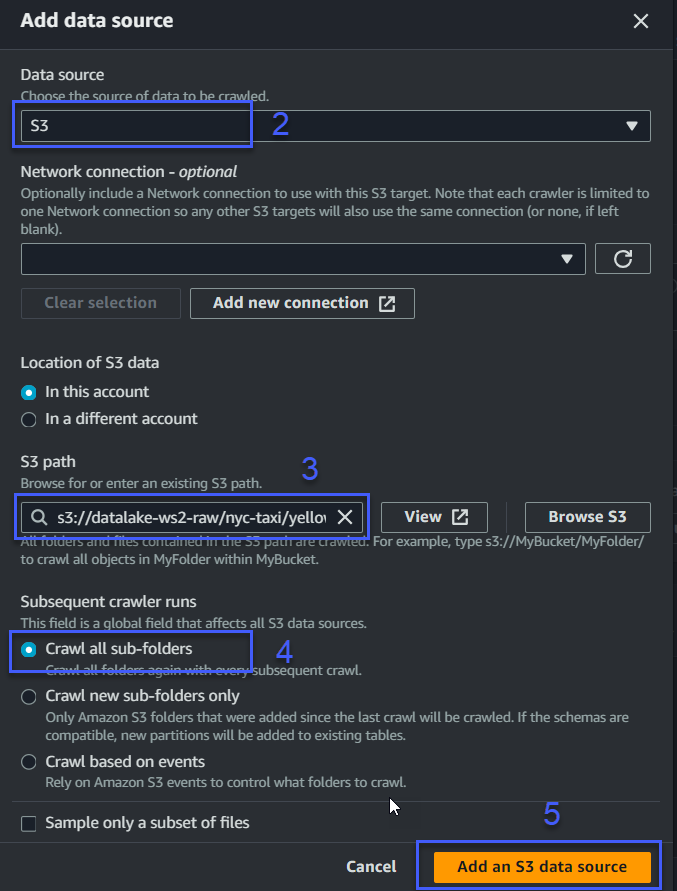 Add data source
Data source
Choose the source of data to be crawled.
S3
2
Network connection - optional
Optionally include a Network connection to use with this S3 target. Note that each crawler is limited to
one Network connection so any other S3 targets will also use the same connection (or none, if left
blank).
Clear selection
Add new connection
Location of S3 data
In this account
In a different account
S3 path
3
Browse for or enter an existing S3 path.
s3://datalake-ws2-raw/nyc-taxi/yellow
View
Browse S3
All folders and files contained in the S3 path are crawled. For example, type s3://MyBucket/MyFolder/
to crawl all objects in MyFolder within MyBucket.
Subsequent crawler runs
This field is a global field that affects all S3 data sources.
Crawl all sub-folders
4
Crawl all folders again with every subsequent crawl.
Crawl new sub-folders only
Only Amazon S3 folders that were added since the last crawl will be crawled. If the schemas are
compatible, new partitions will be added to existing tables.
Crawl based on events
Rely on Amazon S3 events to control what folders to crawl.
Sample only a subset of files
5
Cancel
Add an S3 data source